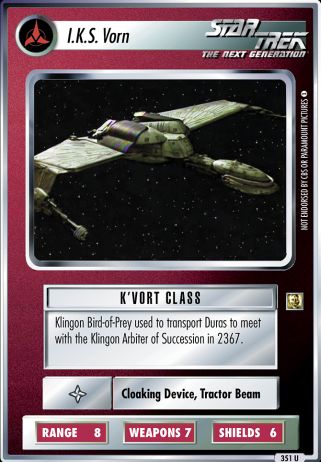 I.K.S. Vorn
STAR TREK
THE NEXT GENERATION
NOT ENDORSED BY CBS OR PARAMOUNT PICTURES
K'VORT CLASS
Klingon Bird-of-Prey used to transport Duras to meet
with the Klingon Arbiter of Succession in 2367.
Cloaking Device, Tractor Beam
RANGE 8 WEAPONS 7 SHIELDS 6
351 U